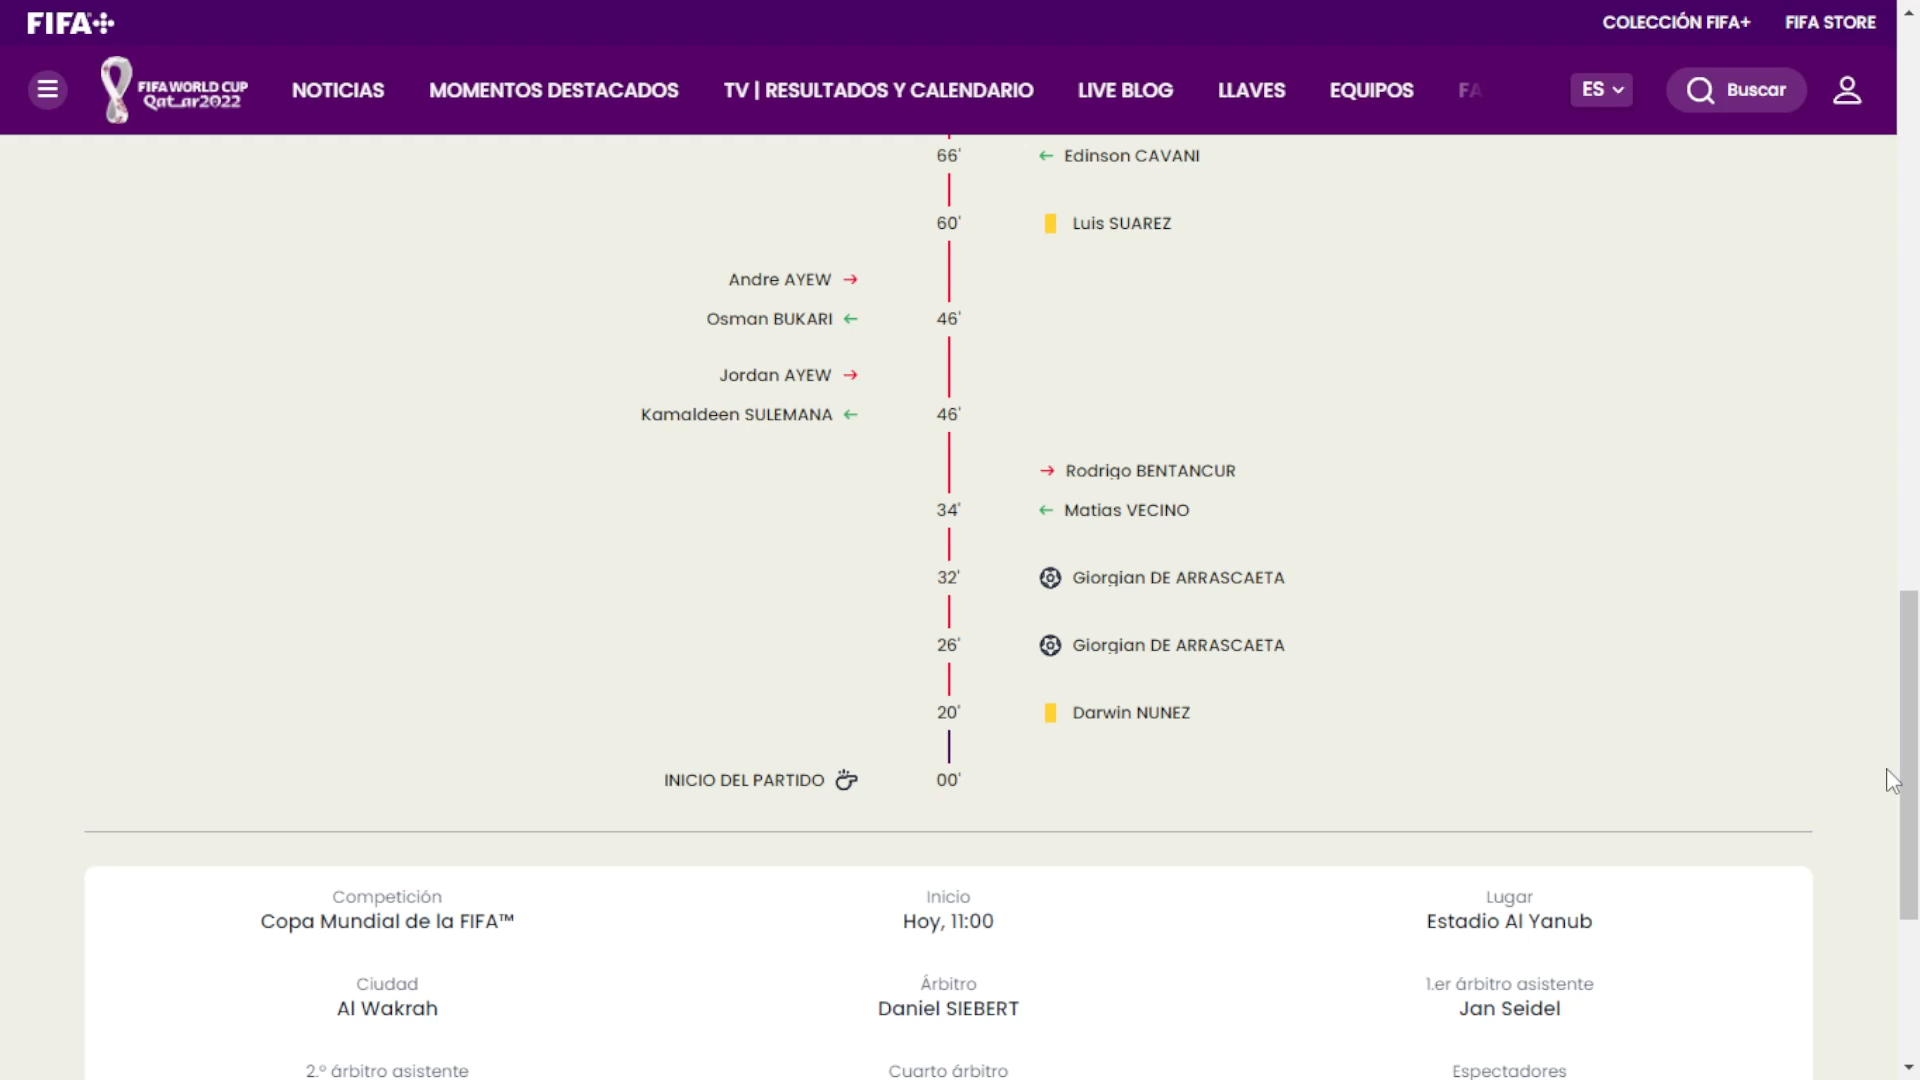 FIFA+
COLECCIÓN FIFA+
FIFA STORE
FIFA WORLD CUP
Qatar2022
NOTICIAS
MOMENTOS DESTACADOS
TV | RESULTADOS Y CALENDARIO
LIVE BLOG
LLAVES
EQUIPOS
FA
ES
Buscar
66'
Edinson CAVANI
60'
Luis SUAREZ
Andre AYEW
Osman BUKARI
46'
Jordan AYEW
Kamaldeen SULEMANA
46'
Rodrigo BENTANCUR
34'
Matias VECINO
32'
Giorgian DE ARRASCAETA
26'
Giorgian DE ARRASCAETA
20'
Darwin NUNEZ
INICIO DEL PARTIDO
00'
Competición
Copa Mundial de la FIFA™
Inicio
Hoy, 11:00
Lugar
Estadio Al Yanub
Ciudad
Al Wakrah
Árbitro
Daniel SIEBERT
1.er árbitro asistente
Jan Seidel
2.º árbitro asistente
Cuarto árbitro
Espectadores